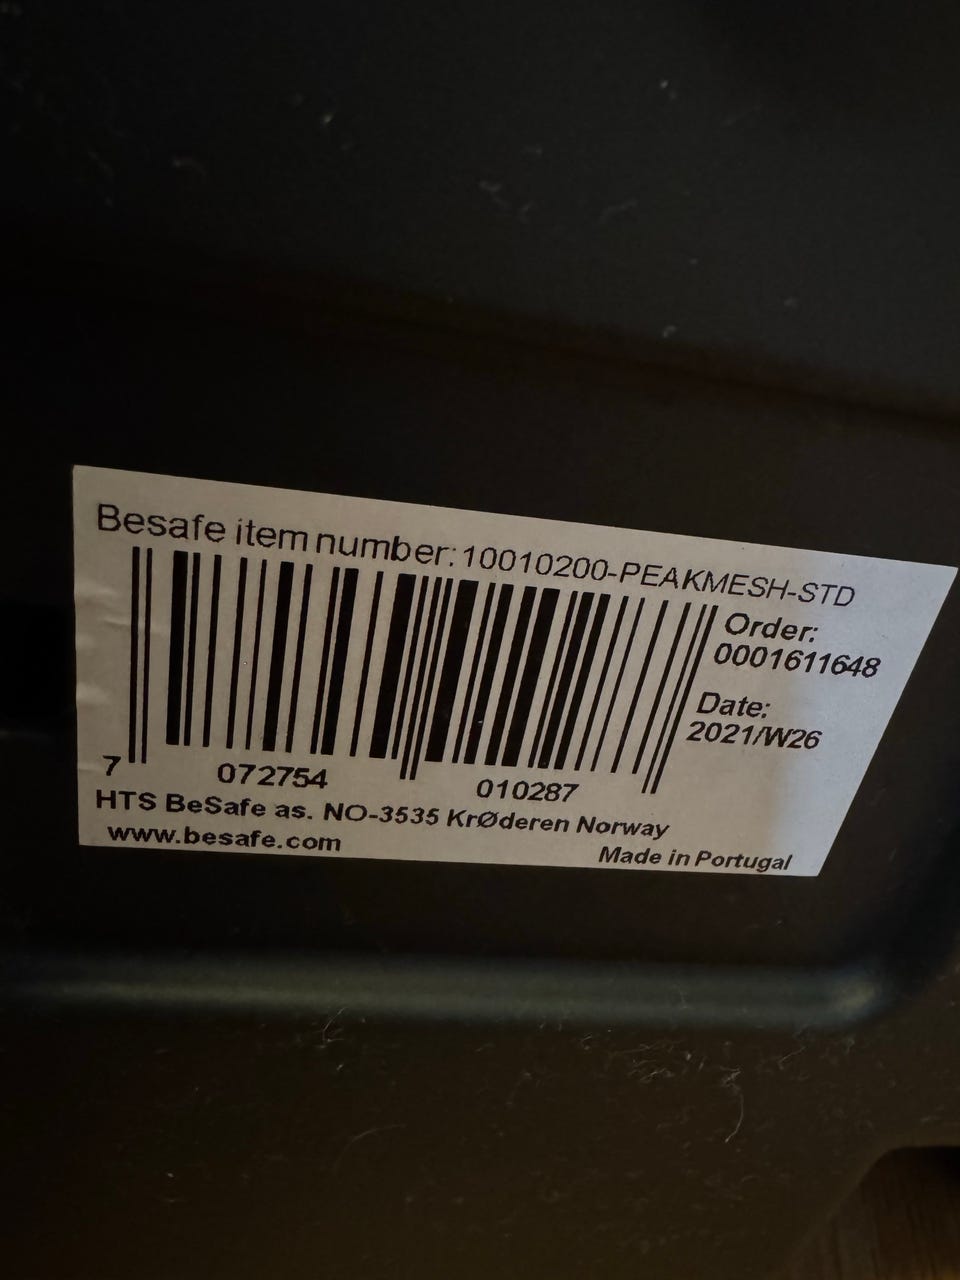 Besafe item number: 10010200-PEAKMESH-STD
Order:
0001611648
Date:
2021/W26
7 072754 010287
HTS BeSafe as. NO-3535 KrØderen Norway
www.besafe.com
Made in Portugal